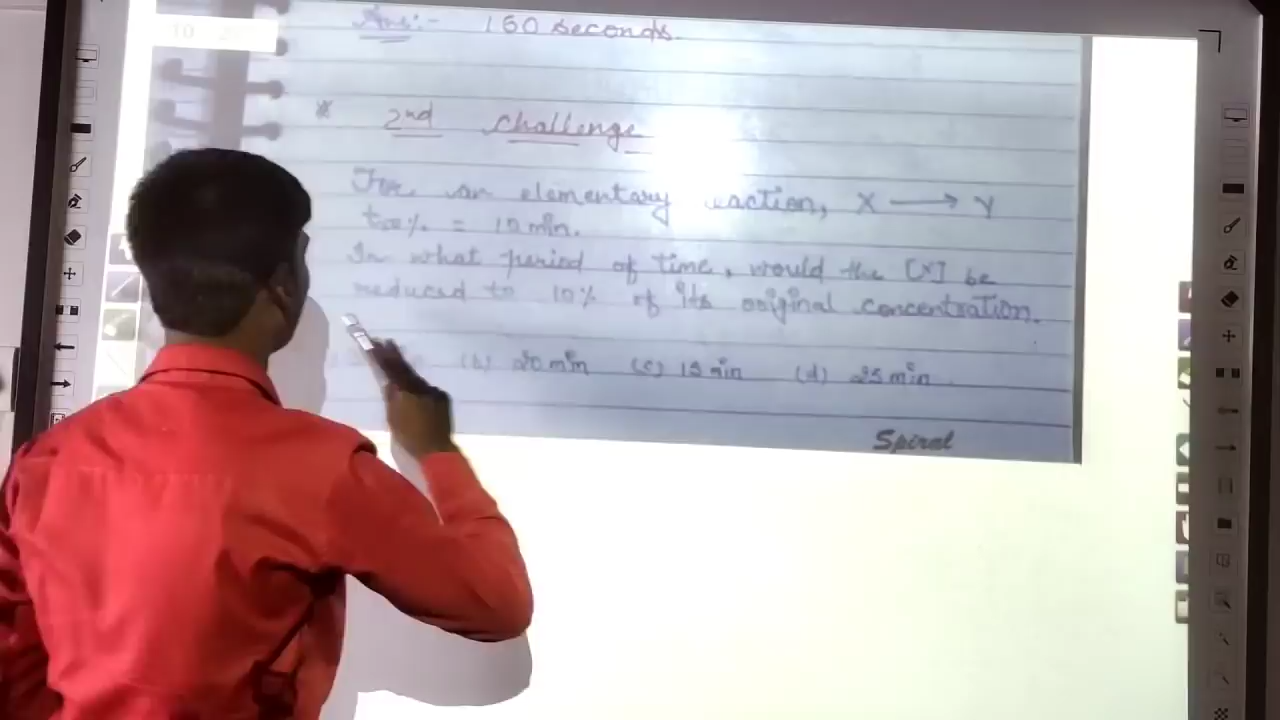 Ans:- 160 seconds.
* 2nd challenge
For an elementary reaction, X ⟶ Y
= 10 min.
In what period of time, would the [X] be
reduced to 10% of its original concentration.
(b) 20 min (c) 15 min (d) 25 min.
Spiral